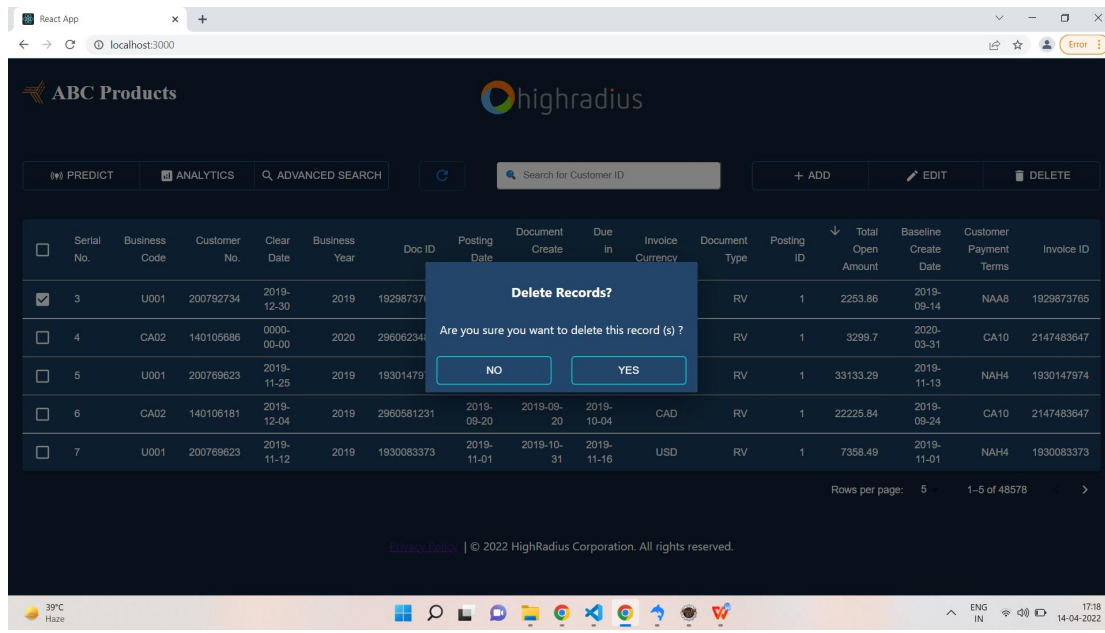 React App
localhost:3000
Error
ABC Products
highradius
PREDICT ANALYTICS ADVANCED SEARCH Search for Customer ID + ADD EDIT DELETE
Serial No. Business Code Customer No. Clear Date Business Year Doc ID Posting Date Document Create Due in Invoice Currency Document Type Posting ID Total Open Amount Baseline Create Date Customer Payment Terms Invoice ID
3 U001 200792734 2019-12-30 2019 19298737 RV 1 2253.86 2019-09-14 NAA8 1929873765
4 CA02 140105686 0000-00-00 2020 29606234 RV 1 3299.7 2020-03-31 CA10 2147483647
5 U001 200769623 2019-11-25 2019 19301479 RV 1 33133.29 2019-11-13 NAH4 1930147974
6 CA02 140106181 2019-12-04 2019 2960581231 2019-09-20 2019-09-20 2019-10-04 CAD RV 1 22225.84 2019-09-24 CA10 2147483647
7 U001 200769623 2019-11-12 2019 1930083373 2019-11-01 2019-10-31 2019-11-16 USD RV 1 7358.49 2019-11-01 NAH4 1930083373
Delete Records?
Are you sure you want to delete this record (s) ?
NO YES
Rows per page: 5 1–5 of 48578
Privacy Policy | © 2022 HighRadius Corporation. All rights reserved.
39°C
Haze
ENG
IN
17:18
14-04-2022